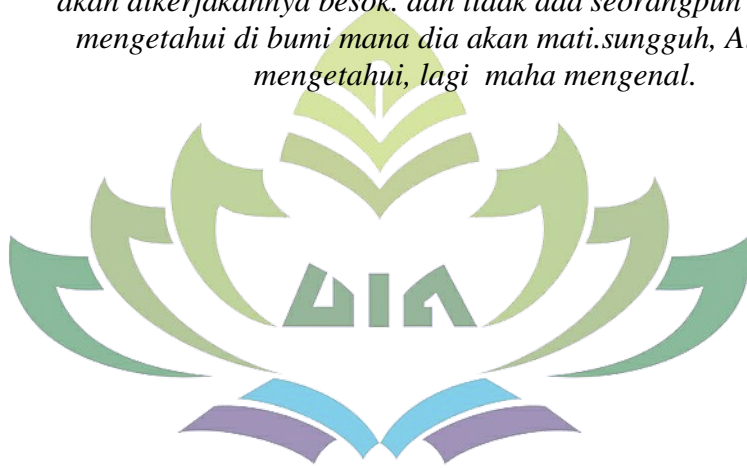 akan dikerjakannya besok. dan tidak ada seorangpun
mengetahui di bumi mana dia akan mati.sungguh,
mengetahui, lagi maha mengenal.
UIN